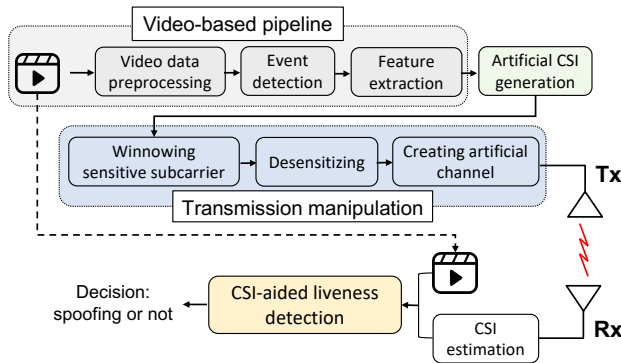 Video-based pipeline
Video data
preprocessing
Event
detection
Feature
extraction
Artificial CSI
generation
Winnowing
sensitive subcarrier
Desensitizing
Creating artificial
channel
Transmission manipulation
Tx
Decision:
spoofing or not
CSI-aided liveness
detection
CSI
estimation
Rx